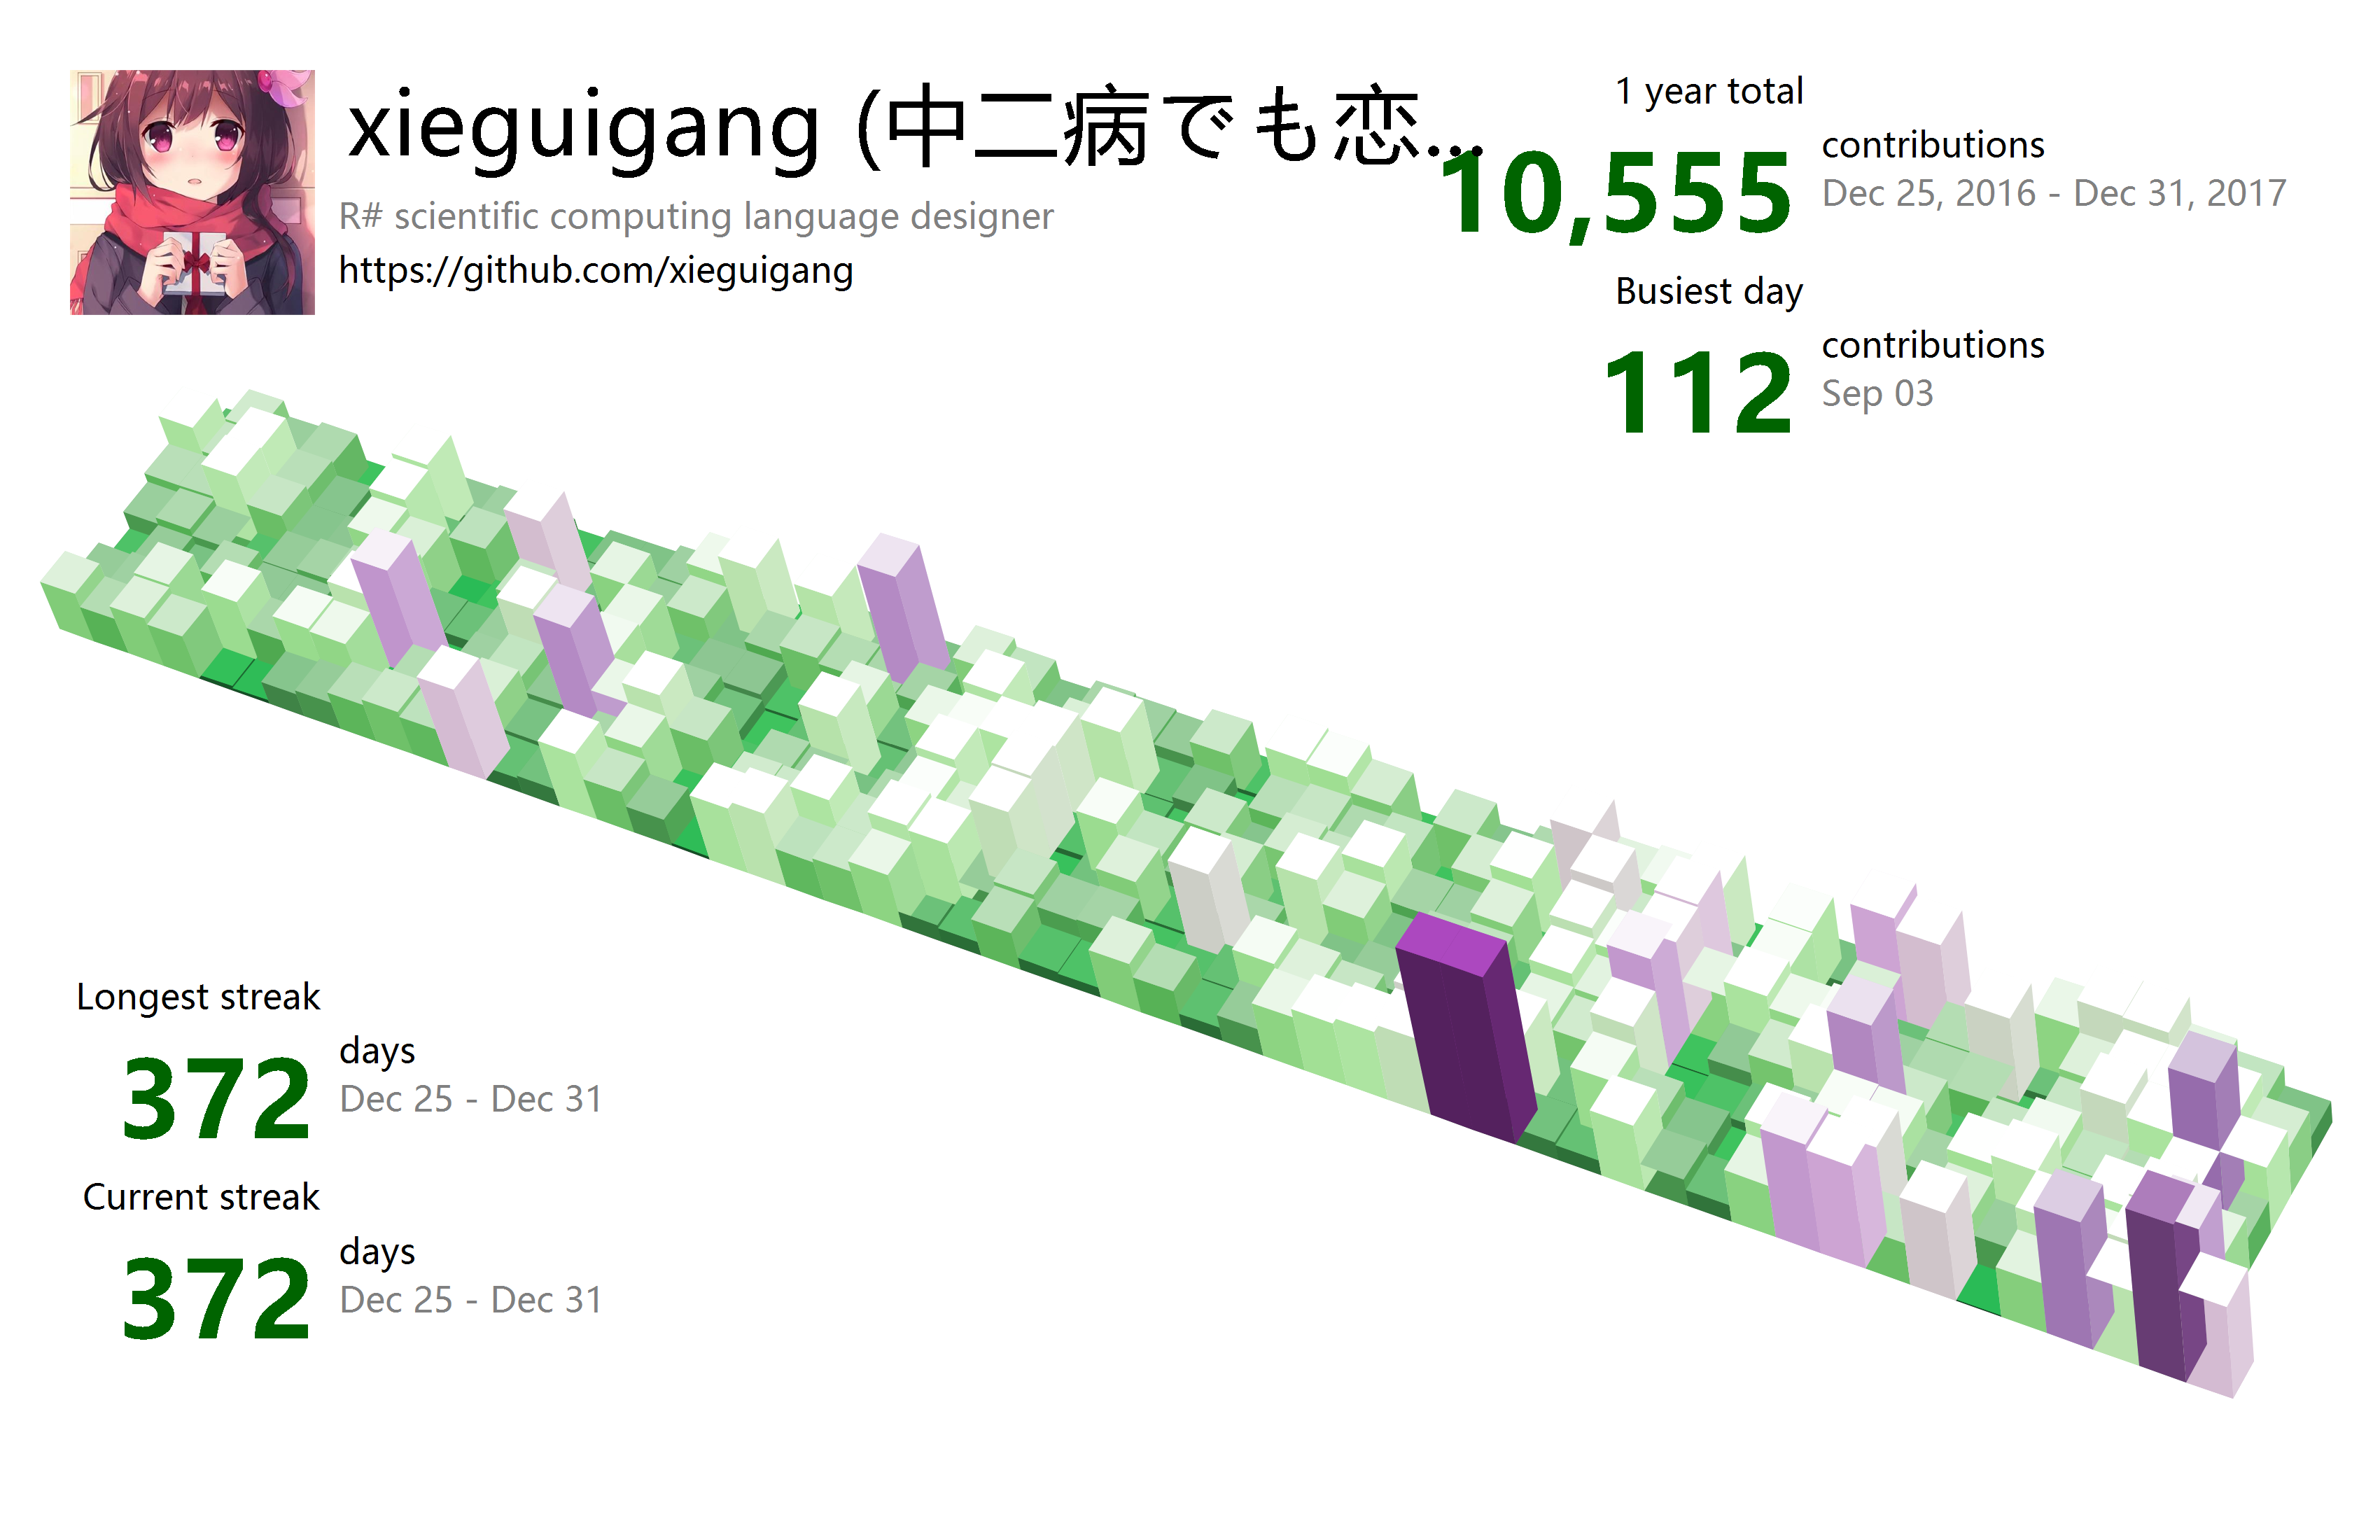 xieguigang (中二病でも恋...
R# scientific computing language designer
https://github.com/xieguigang
1 year total
10,555 contributions
Dec 25, 2016 - Dec 31, 2017
Busiest day
112 contributions
Sep 03
Longest streak
372 days
Dec 25 - Dec 31
Current streak
372 days
Dec 25 - Dec 31